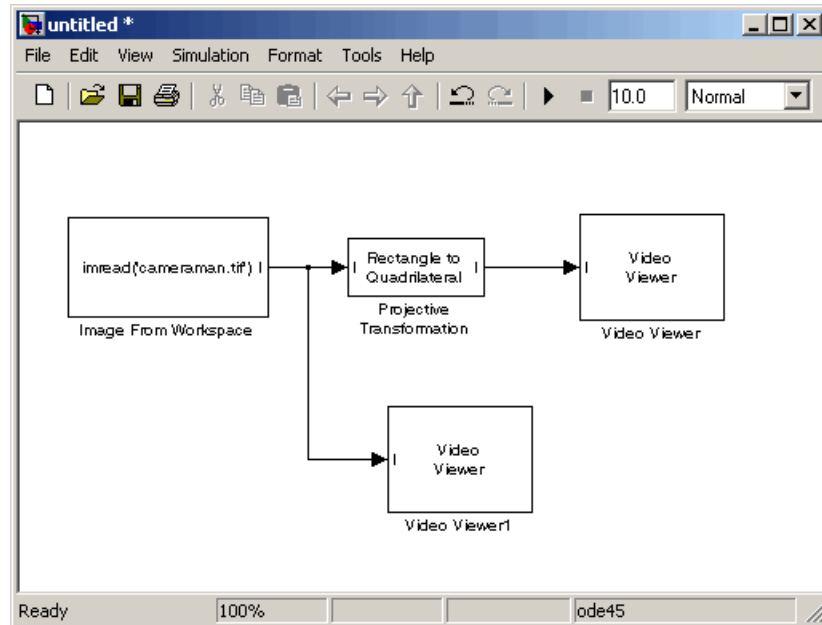 untitled *
File Edit View Simulation Format Tools Help
10.0 Normal
imread('cameraman.tif') I
Image From Workspace
I Rectangle to Quadrilateral I
Projective
Transformation
I Video
Viewer
Video Viewer
I Video
Viewer
Video Viewer1
Ready 100% ode45